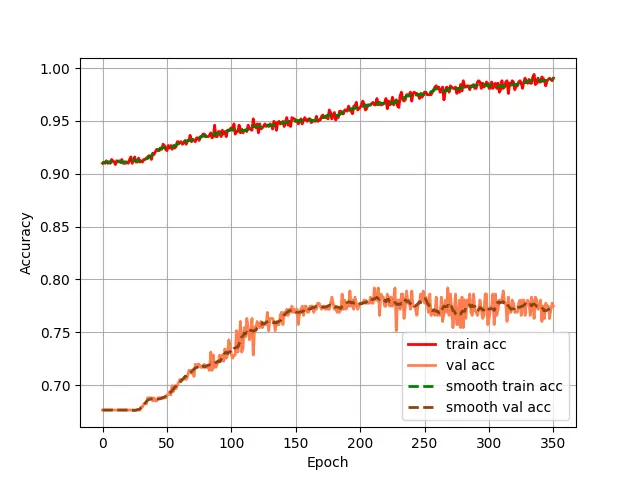 1.00
0.95
0.90
0.85
0.80
0.75
0.70
Accuracy
train acc
val acc
smooth train acc
smooth val acc
0 50 100 150 200 250 300 350
Epoch